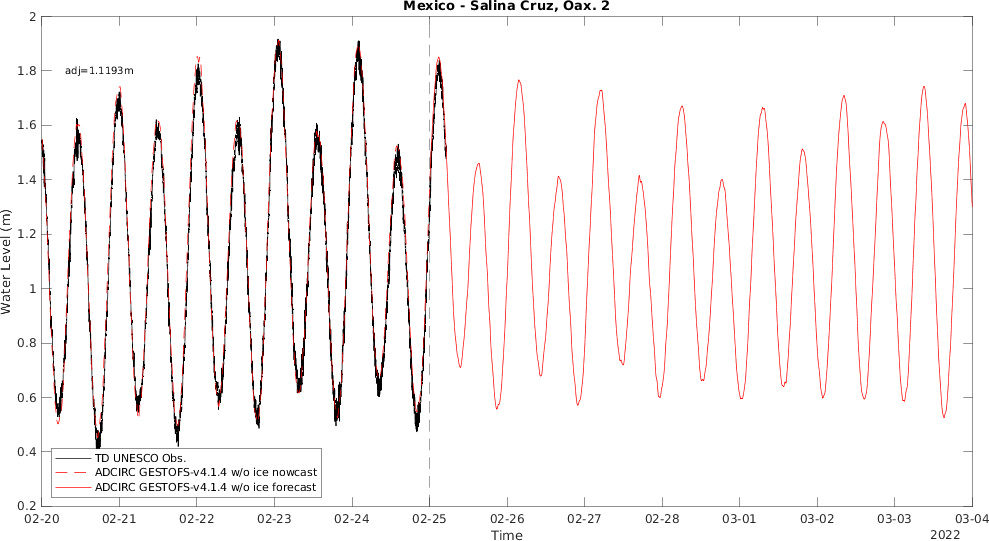 Mexico - Salina Cruz, Oax. 2
2
1.8
1.6
1.4
1.2
1
0.8
0.6
0.4
0.2
Water Level (m)
adj=1.1193m
TD UNESCO Obs.
ADCIRC GESTOFS-v4.1.4 w/o ice nowcast
ADCIRC GESTOFS-v4.1.4 w/o ice forecast
02-20 02-21 02-22 02-23 02-24 02-25 02-26 02-27 02-28 03-01 03-02 03-03 03-04
Time
2022